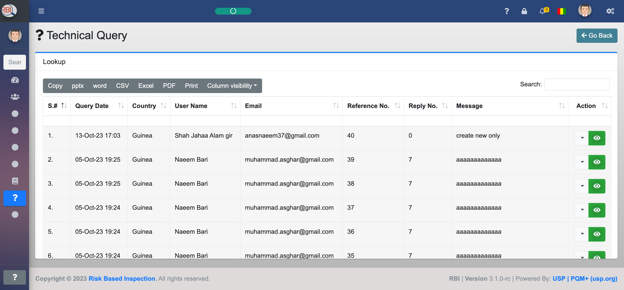 Technical Query
Go Back
Sear
Lookup
Copy pptx word CSV Excel PDF Print Column visibility
Search:
S.# Query Date Country User Name Email Reference No. Reply No. Message Action
1. 13-Oct-23 17:03 Guinea Shah Jahaa Alam gir anasnaeem37@gmail.com 40 0 create new only
2. 05-Oct-23 19:25 Guinea Naeem Bari muhammad.asghar@gmail.com 39 7 aaaaaaaaaaaaa
3. 05-Oct-23 19:25 Guinea Naeem Bari muhammad.asghar@gmail.com 38 7 aaaaaaaaaaaaa
4. 05-Oct-23 19:24 Guinea Naeem Bari muhammad.asghar@gmail.com 37 7 aaaaaaaaaaaaa
5. 05-Oct-23 19:24 Guinea Naeem Bari muhammad.asghar@gmail.com 36 7 aaaaaaaaaaaaa
6. 05-Oct-23 19:24 Guinea Naeem Bari muhammad.asghar@gmail.com 35 7 aaaaaaaaaaaaa
Copyright © 2023 Risk Based Inspection. All rights reserved.
RBI | Version 3.1.0-rc | Powered By: USP | PQM+ (usp.org)